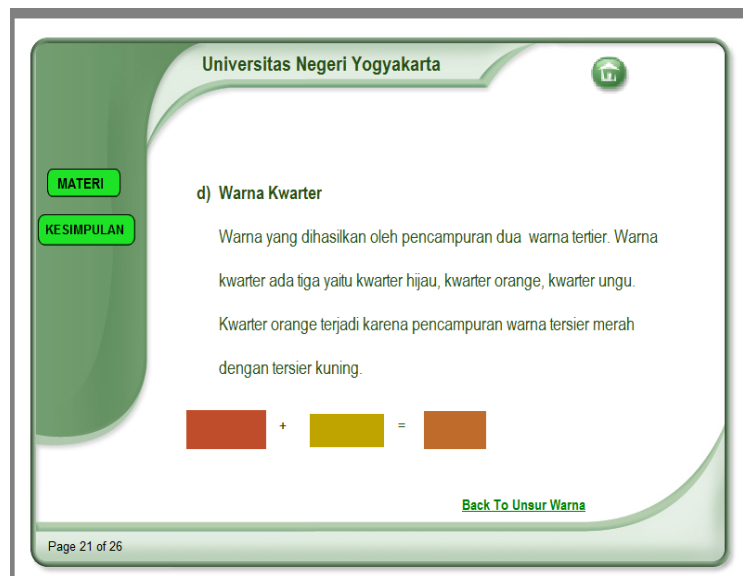 Universitas Negeri Yogyakarta
MATERI
KESIMPULAN
d) Warna Kwarter
Warna yang dihasilkan oleh pencampuran dua warna tertier. Warna
kwarter ada tiga yaitu kwarter hijau, kwarter orange, kwarter ungu.
Kwarter orange terjadi karena pencampuran warna tersier merah
dengan tersier kuning.
+ =
Back To Unsur Warna
Page 21 of 26